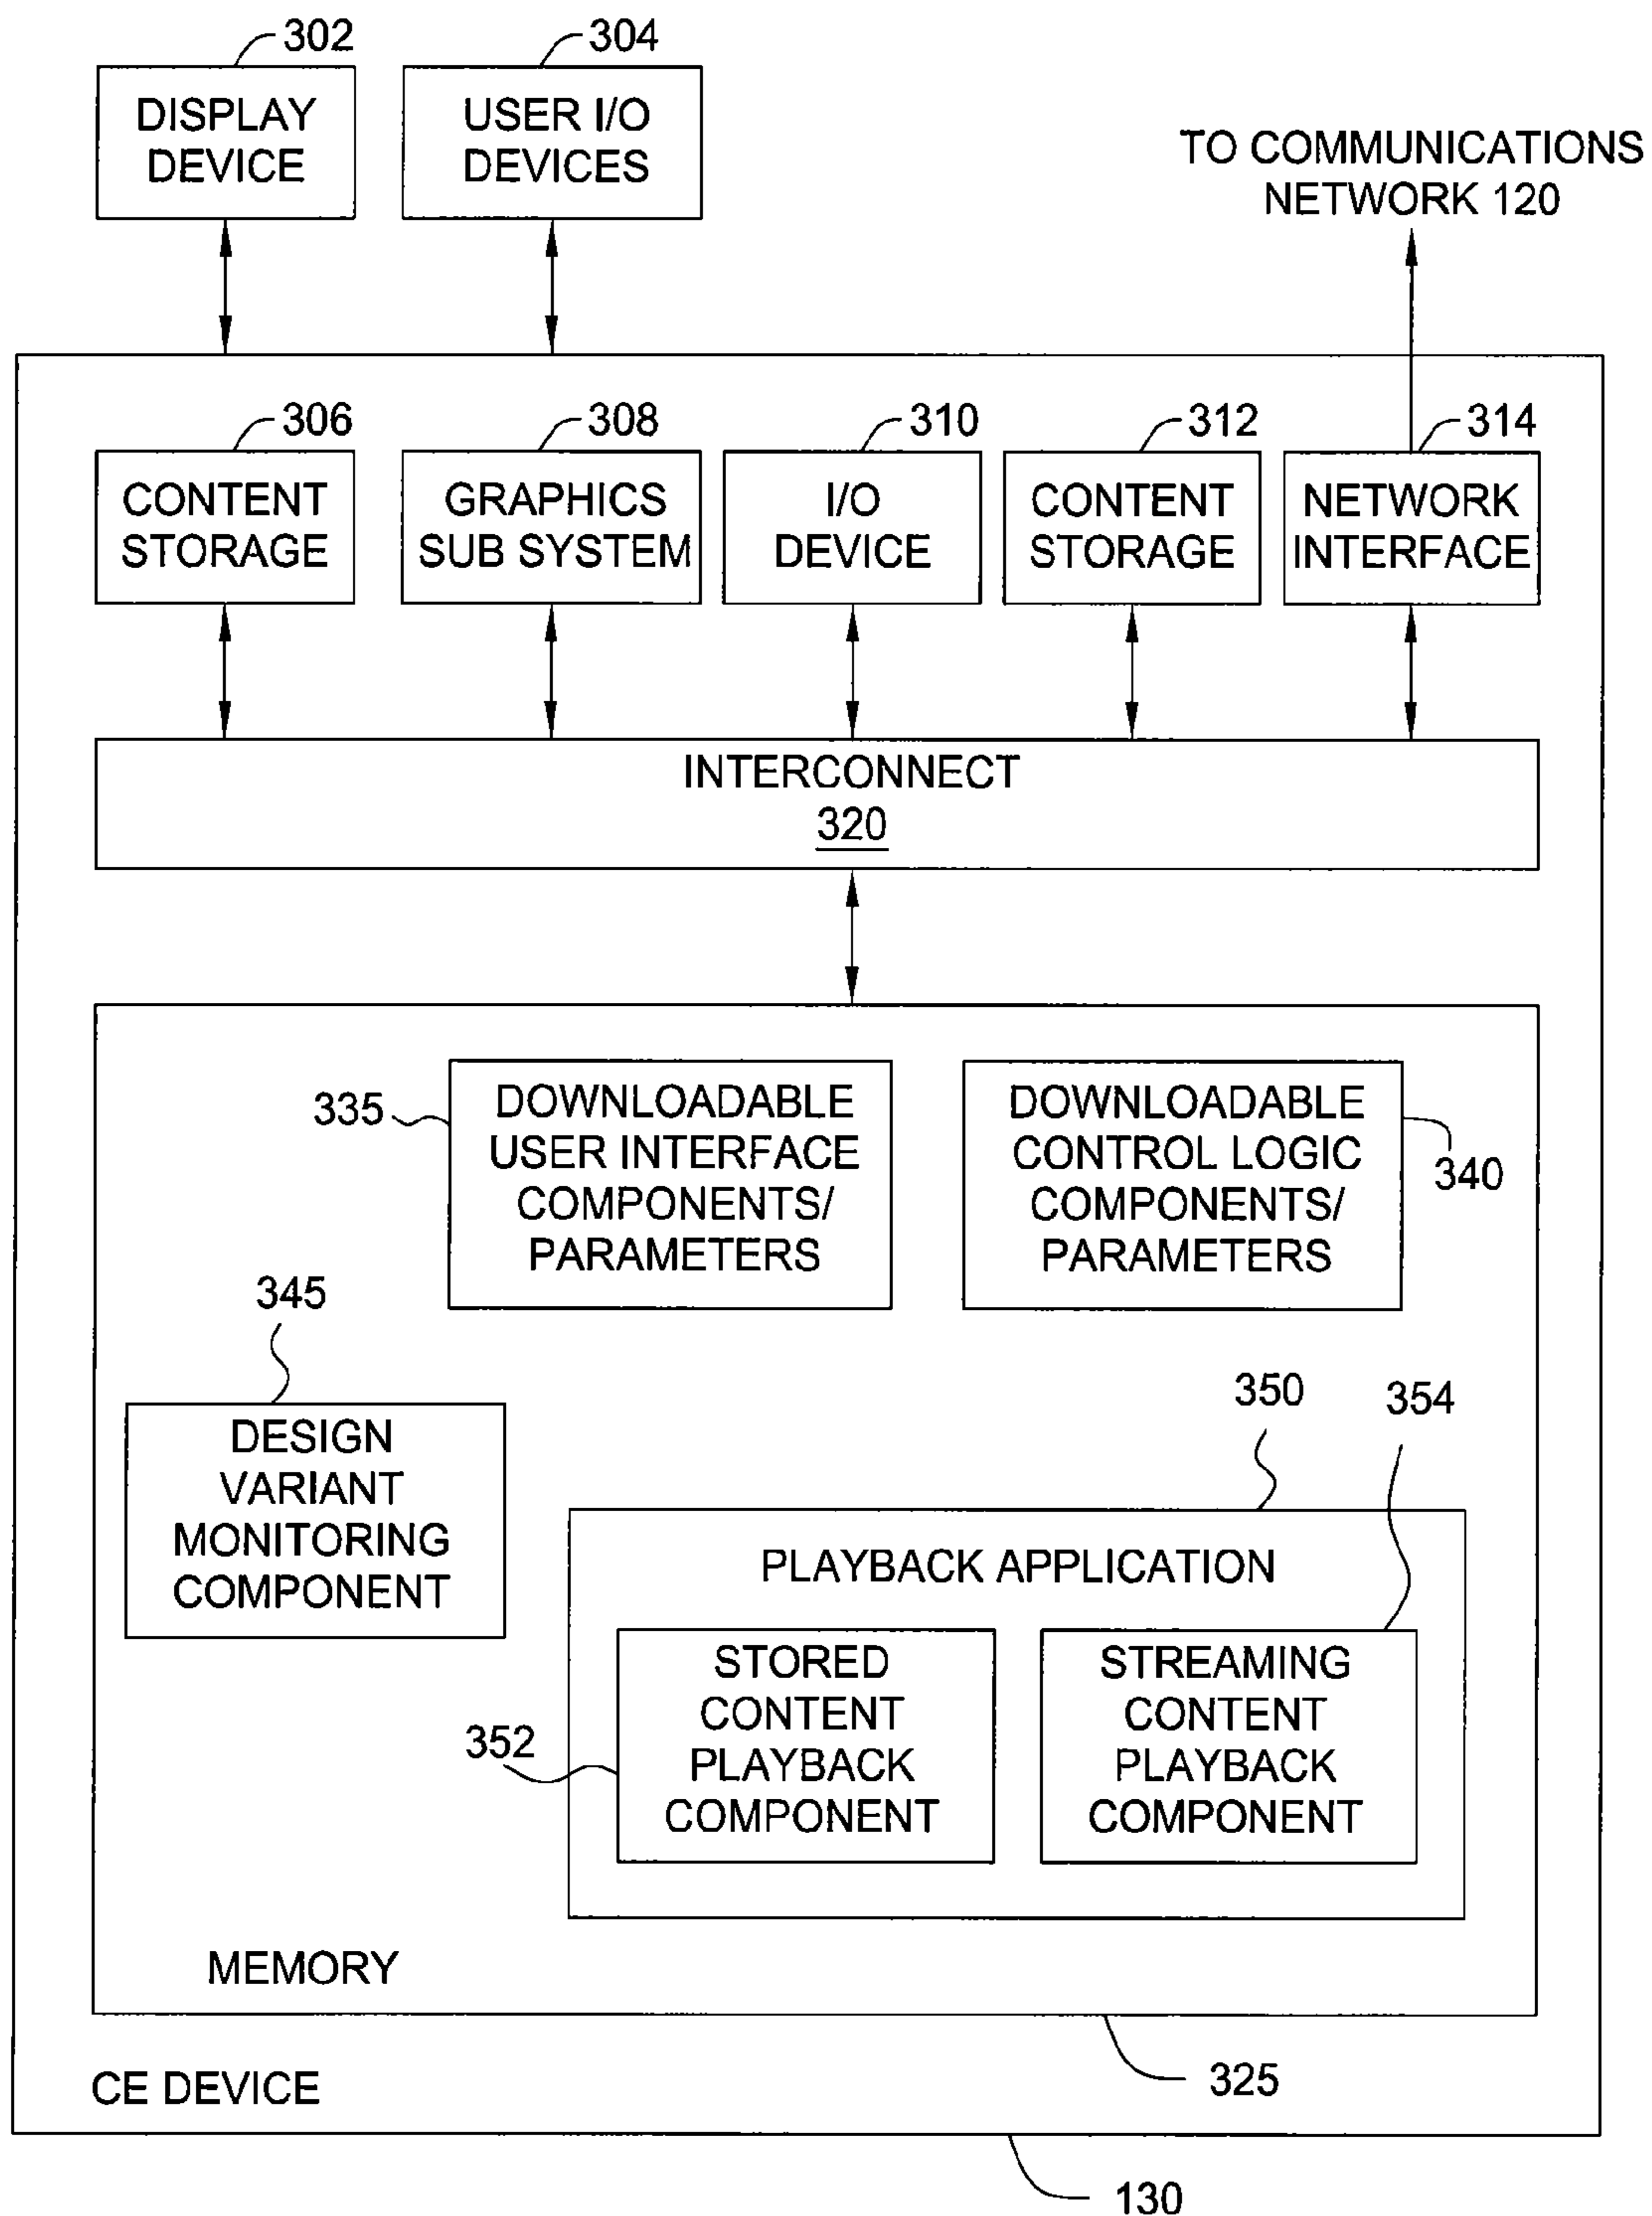 302
304
DISPLAY
DEVICE
USER I/O
DEVICES
TO COMMUNICATIONS
NETWORK 120
306
308
310
312
314
CONTENT
STORAGE
GRAPHICS
SUB SYSTEM
I/O
DEVICE
CONTENT
STORAGE
NETWORK
INTERFACE
INTERCONNECT
320
335
DOWNLOADABLE
USER INTERFACE
COMPONENTS/
PARAMETERS
DOWNLOADABLE
CONTROL LOGIC
COMPONENTS/
PARAMETERS
340
345
DESIGN
VARIANT
MONITORING
COMPONENT
350
354
PLAYBACK APPLICATION
352
STORED
CONTENT
PLAYBACK
COMPONENT
STREAMING
CONTENT
PLAYBACK
COMPONENT
MEMORY
325
CE DEVICE
130